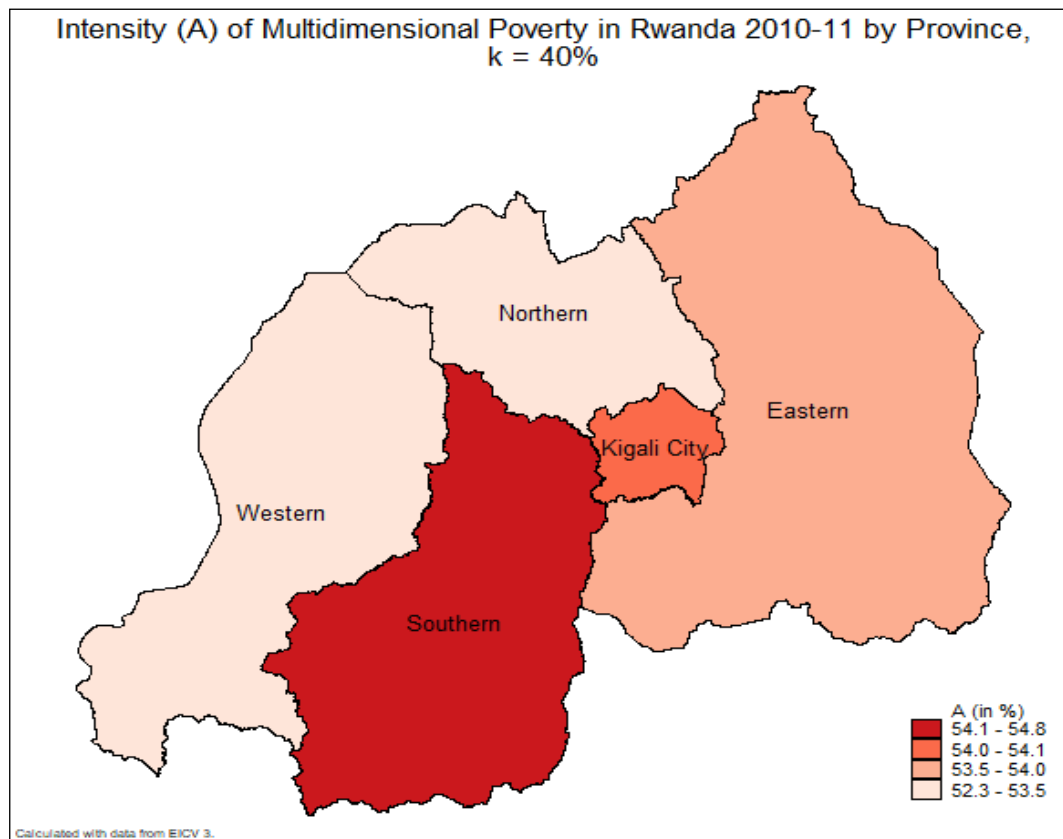 Intensity (A) of Multidimensional Poverty in Rwanda 2010-11 by Province,
k = 40%
Northern
Eastern
Kigali City
Western
Southern
A (in %)
54.1 - 54.8
54.0 - 54.1
53.5 - 54.0
52.3 - 53.5
Calculated with data from EICV 3.